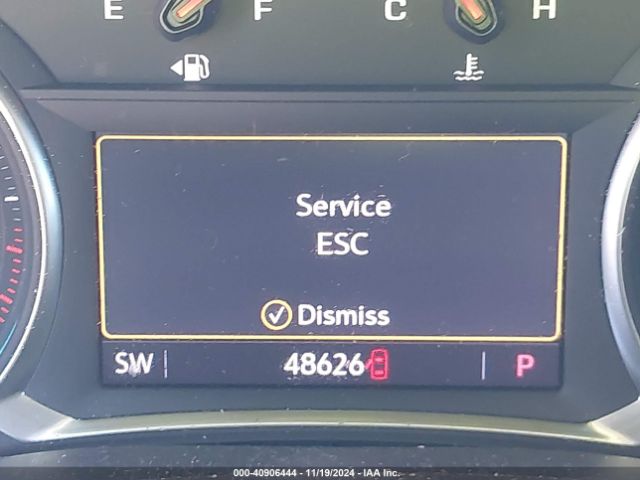 E F C H
Service
ESC
Dismiss
SW 48626 P
000-40906444 - 11/19/2024 - IAA Inc.